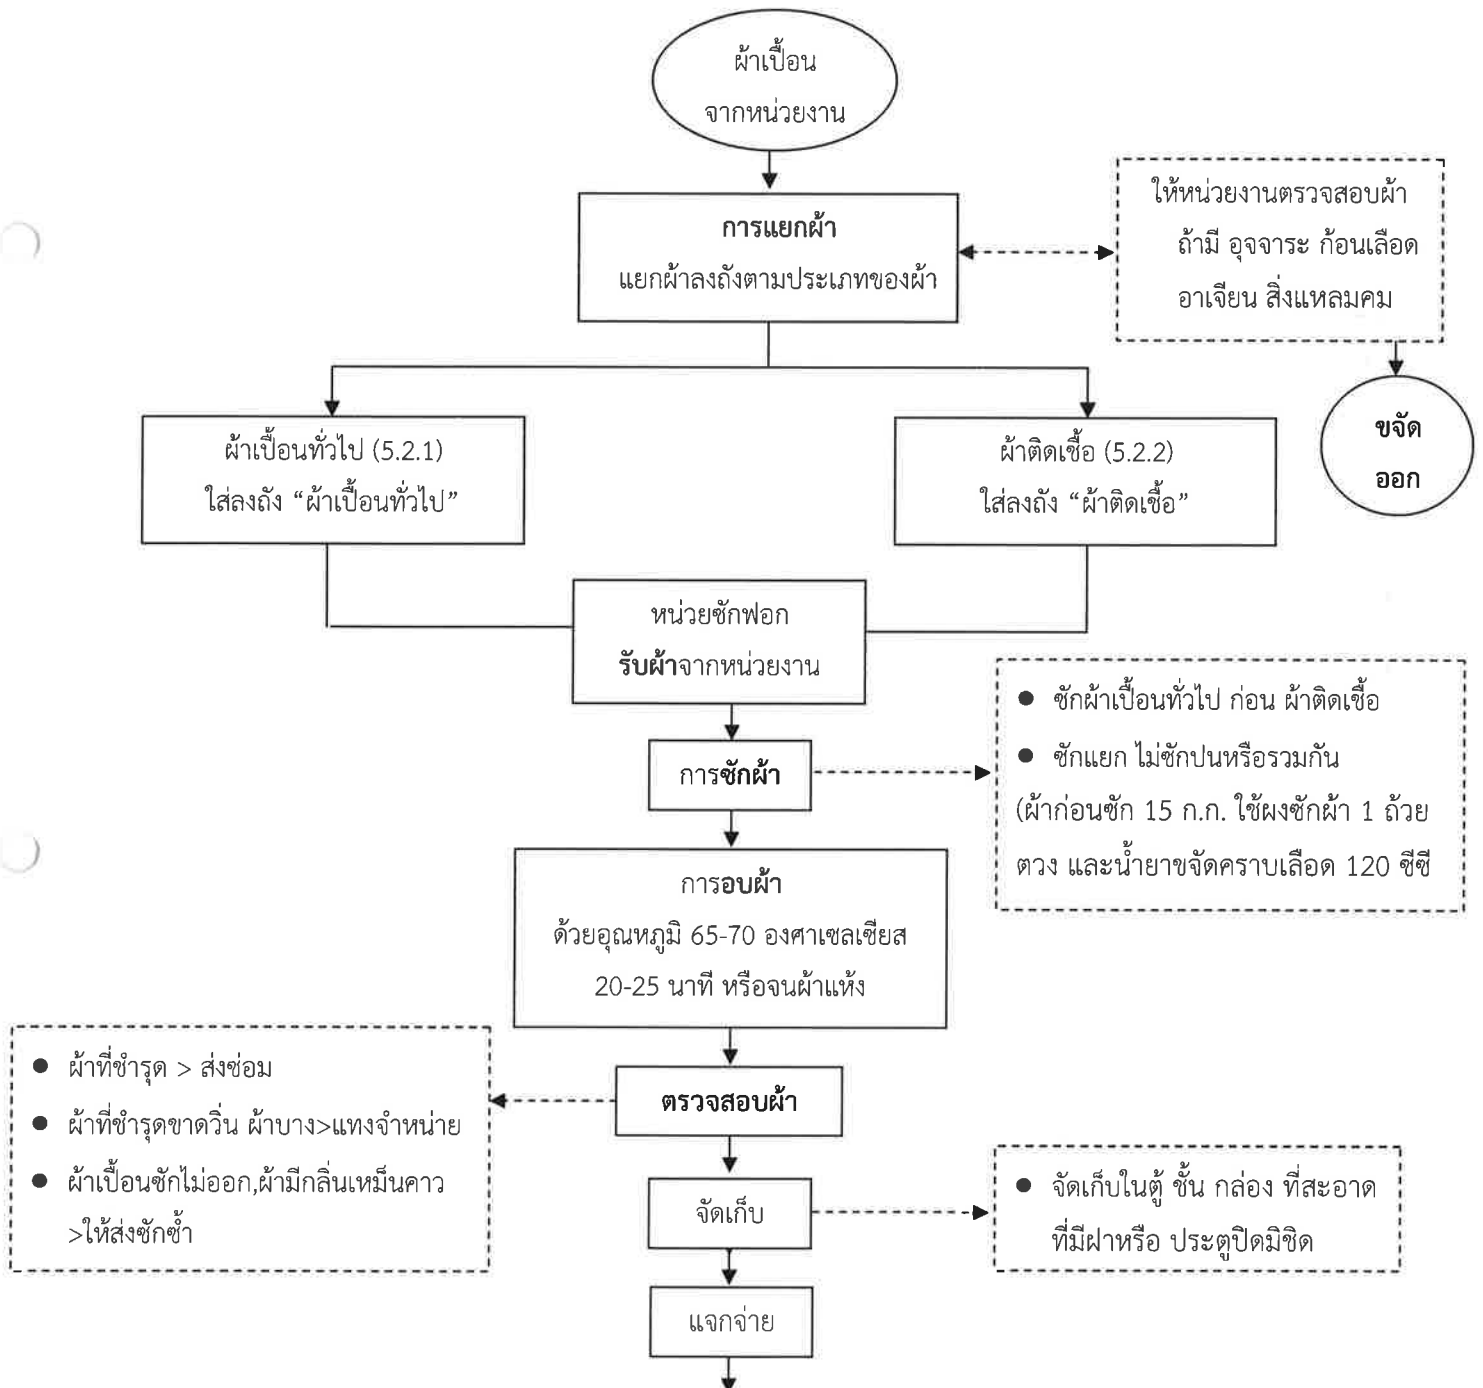 ผ้าเปื้อน
จากหน่วยงาน
การแยกผ้า
แยกผ้าลงถังตามประเภทของผ้า
ให้หน่วยงานตรวจสอบผ้า
ถ้ามี อุจจาระ ก้อนเลือด
อาเจียน สิ่งแหลมคม
ขจัด
ออก
ผ้าเปื้อนทั่วไป (5.2.1)
ใส่ลงถัง “ผ้าเปื้อนทั่วไป”
ผ้าติดเชื้อ (5.2.2)
ใส่ลงถัง “ผ้าติดเชื้อ”
หน่วยซักฟอก
รับผ้าจากหน่วยงาน
● ซักผ้าเปื้อนทั่วไป ก่อน ผ้าติดเชื้อ
● ซักแยก ไม่ซักปนหรือรวมกัน
(ผ้าก่อนซัก 15 ก.ก. ใช้ผงซักผ้า 1 ถ้วย
ตวง และน้ำยาขจัดคราบเลือด 120 ซีซี
การซักผ้า
การอบผ้า
ด้วยอุณหภูมิ 65-70 องศาเซลเซียส
20-25 นาที หรือจนผ้าแห้ง
● ผ้าที่ชำรุด > ส่งซ่อม
● ผ้าที่ชำรุดขาดวิ่น ผ้าบาง>แทงจำหน่าย
● ผ้าเปื้อนซักไม่ออก,ผ้ามีกลิ่นเหม็นคาว
>ให้ส่งซักซ้ำ
ตรวจสอบผ้า
จัดเก็บ
● จัดเก็บในตู้ ชั้น กล่อง ที่สะอาด
ที่มีฝาหรือ ประตูปิดมิชิด
แจกจ่าย